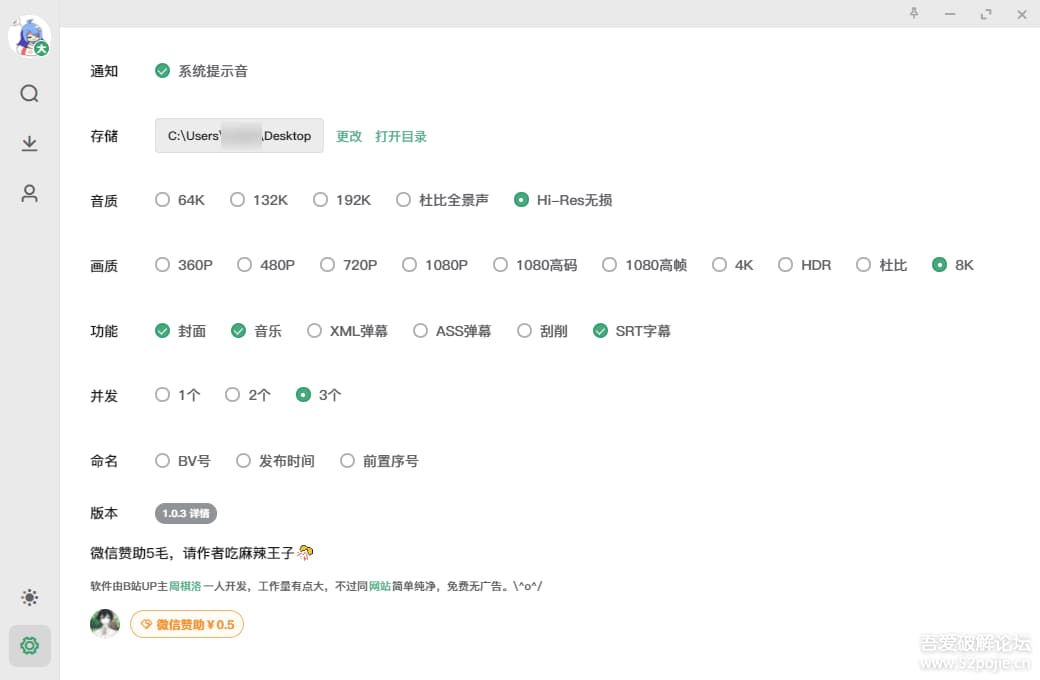 大
通知 系统提示音
存储 C:\Users\ \Desktop 更改 打开目录
音质 64K 132K 192K 杜比全景声 Hi-Res无损
画质 360P 480P 720P 1080P 1080高码 1080高帧 4K HDR 杜比 8K
功能 封面 音乐 XML弹幕 ASS弹幕 刮削 SRT字幕
并发 1个 2个 3个
命名 BV号 发布时间 前置序号
版本 1.0.3 详情
微信赞助5毛，请作者吃麻辣王子
软件由B站UP主周棋洛一人开发，工作量有点大，不过同网站简单纯净，免费无广告。\^o^/
微信赞助￥0.5
吾爱破解论坛
www.52pojie.cn